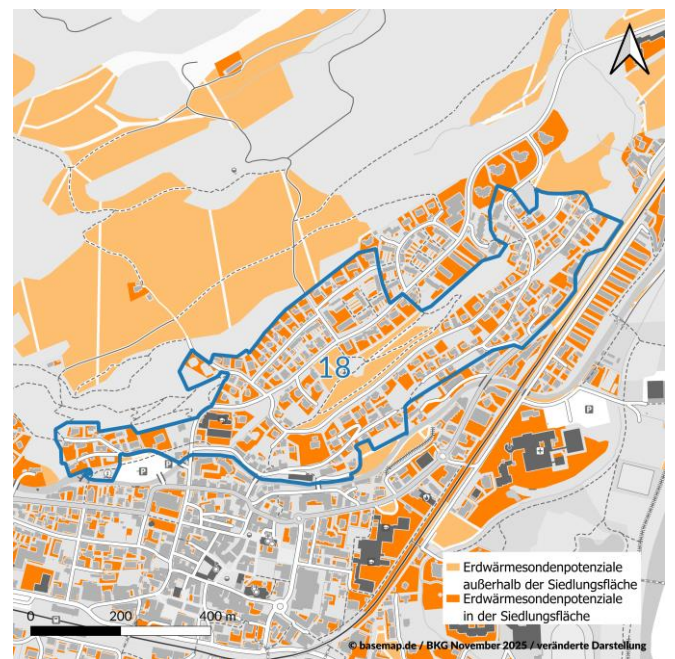 18
P
P
P
Erdwärmesondenpotenziale
außerhalb der Siedlungsfläche
Erdwärmesondenpotenziale
in der Siedlungsfläche
0 200 400 m
© basemap.de / BKG November 2025 / veränderte Darstellung